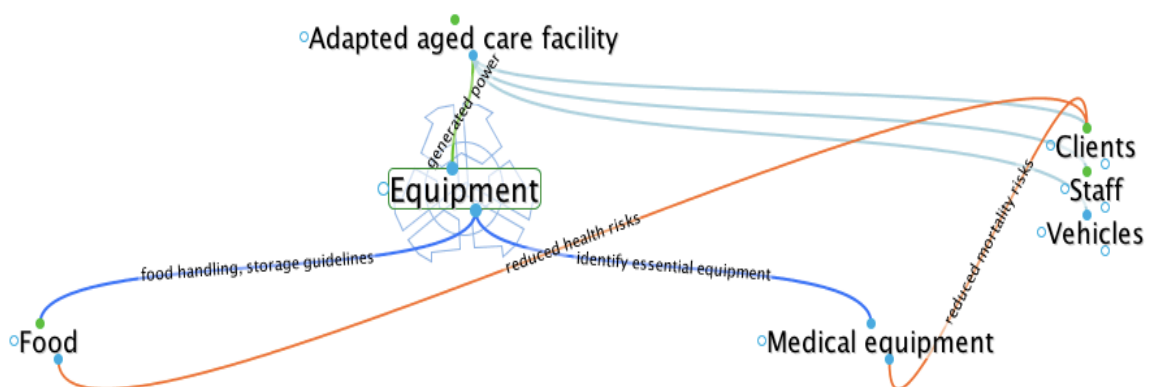 Adapted aged care facility
generated power
Clients
Equipment
Staff
reduced health risks
reduced mortality risks
Vehicles
food handling, storage guidelines
identify essential equipment
Food
Medical equipment